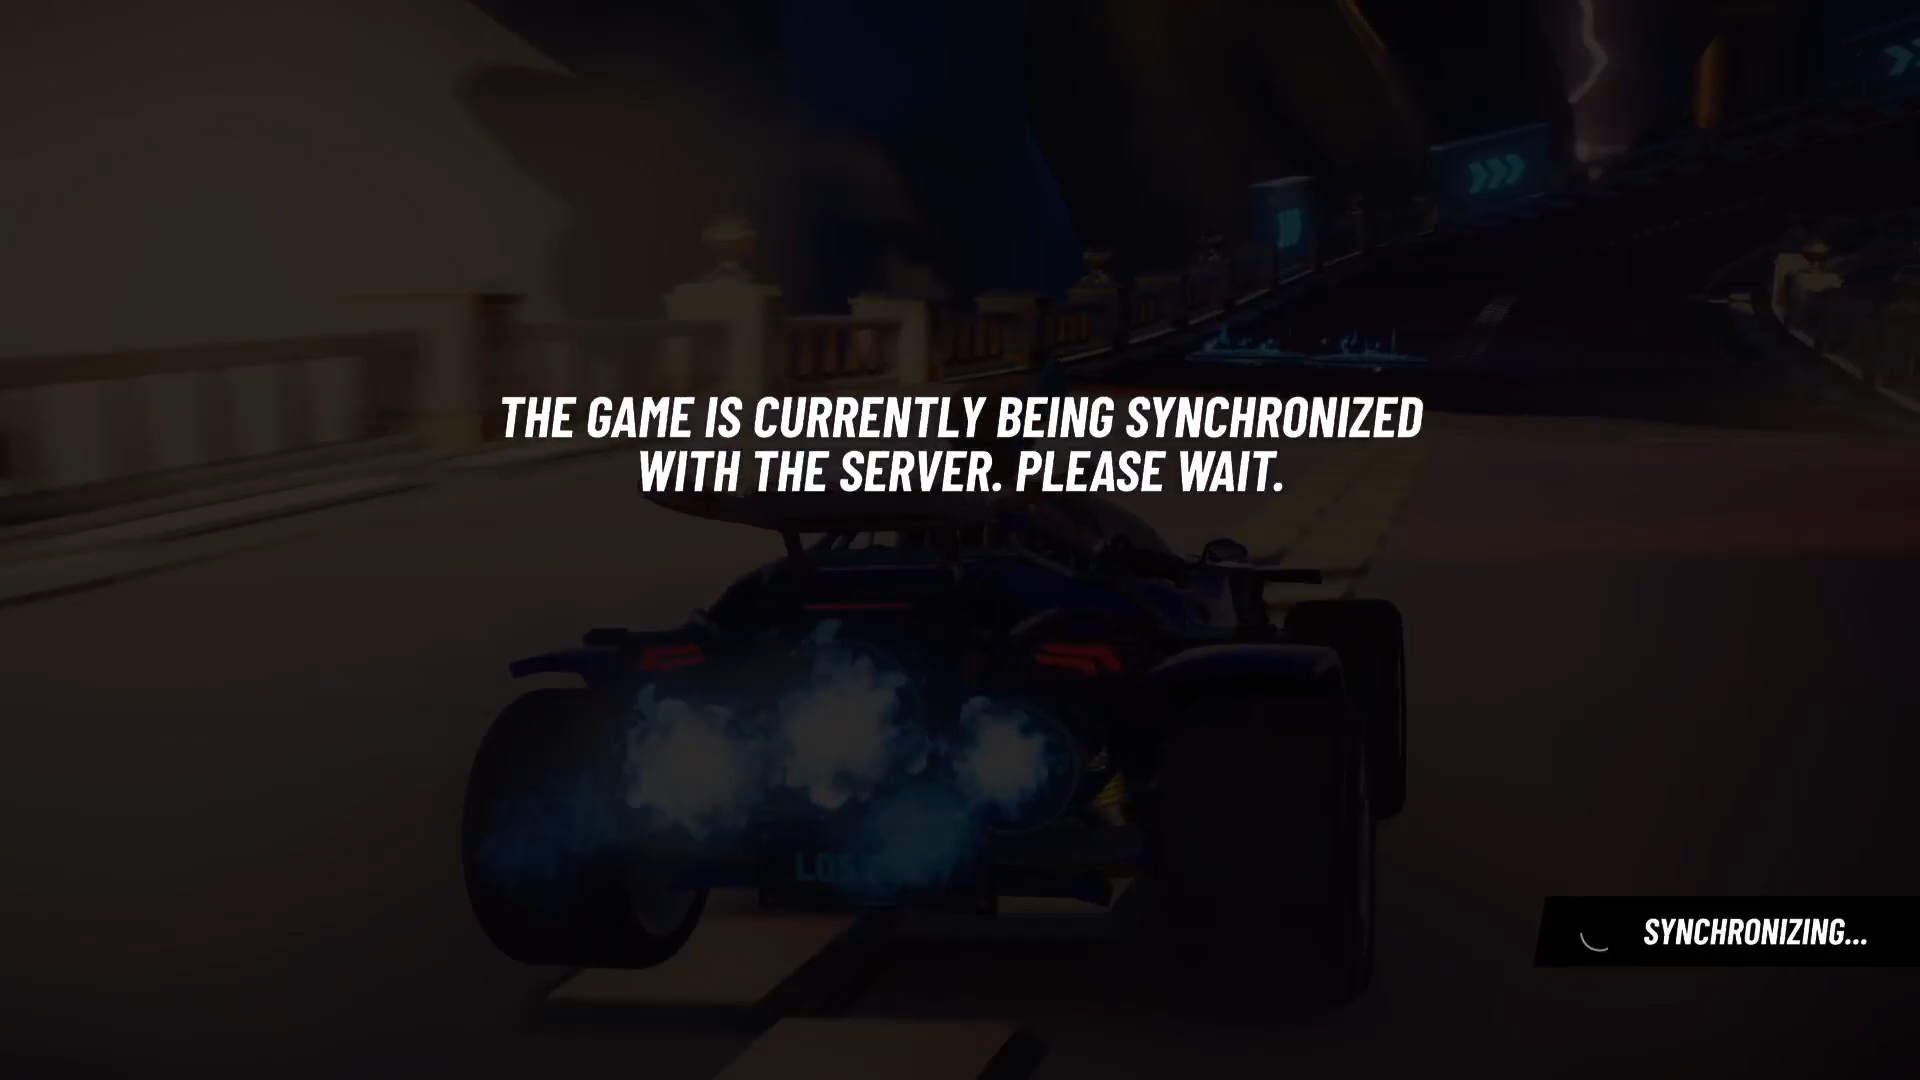 THE GAME IS CURRENTLY BEING SYNCHRONIZED
WITH THE SERVER. PLEASE WAIT.
SYNCHRONIZING...